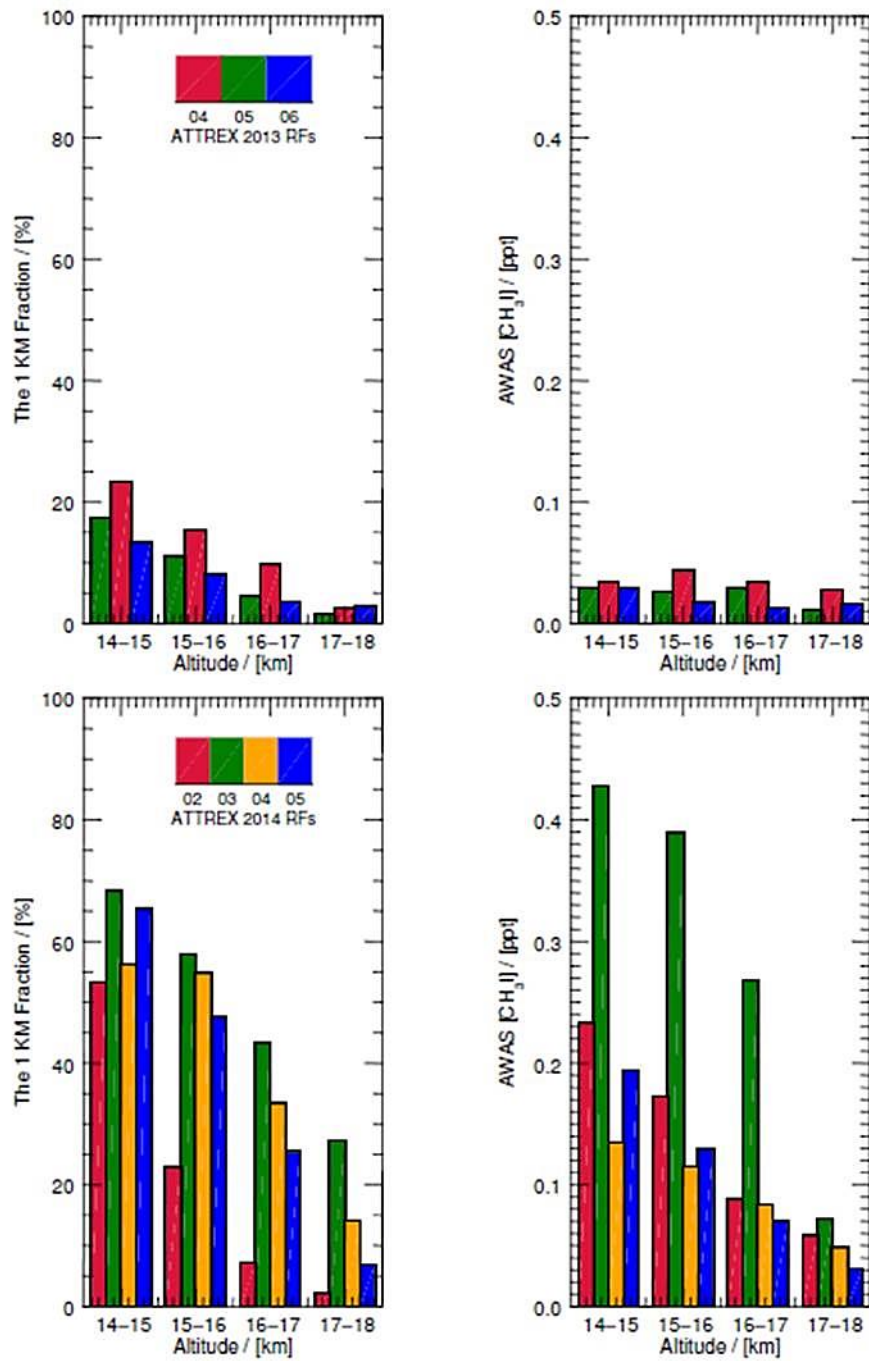 The 1 KM Fraction / [%]
100
80
60
40
20
0
04 05 06
ATTREX 2013 RFs
14–15 15–16 16–17 17–18
Altitude / [km]
AWAS [CH₃I] / [ppt]
0.5
0.4
0.3
0.2
0.1
0.0
14–15 15–16 16–17 17–18
Altitude / [km]
The 1 KM Fraction / [%]
100
80
60
40
20
0
02 03 04 05
ATTREX 2014 RFs
14–15 15–16 16–17 17–18
Altitude / [km]
AWAS [CH₃I] / [ppt]
0.5
0.4
0.3
0.2
0.1
0.0
14–15 15–16 16–17 17–18
Altitude / [km]